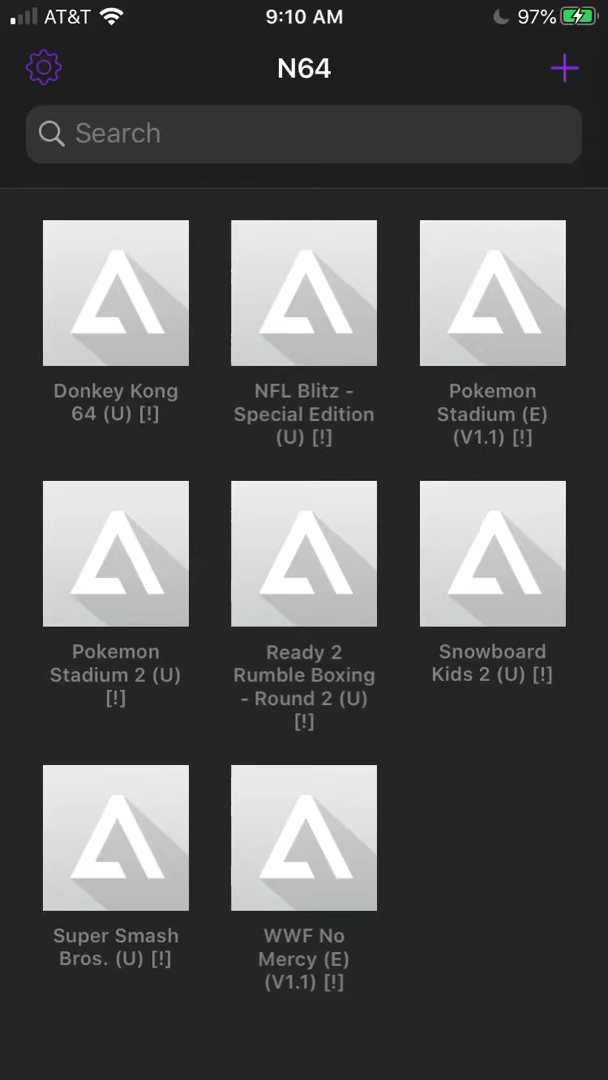 AT&T 9:10 AM 97%
N64
Search
Donkey Kong
64 (U) [!]
NFL Blitz -
Special Edition
(U) [!]
Pokemon
Stadium (E)
(V1.1) [!]
Pokemon
Stadium 2 (U)
[!]
Ready 2
Rumble Boxing
- Round 2 (U)
[!]
Snowboard
Kids 2 (U) [!]
Super Smash
Bros. (U) [!]
WWF No
Mercy (E)
(V1.1) [!]